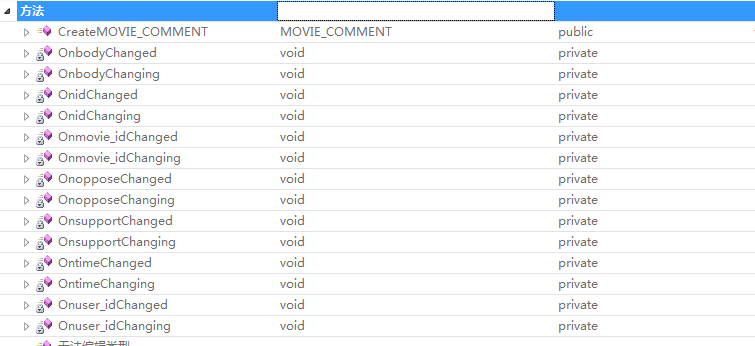 方法
CreateMOVIE_COMMENT MOVIE_COMMENT public
OnbodyChanged void private
OnbodyChanging void private
OnidChanged void private
OnidChanging void private
Onmovie_idChanged void private
Onmovie_idChanging void private
OnopposeChanged void private
OnopposeChanging void private
OnsupportChanged void private
OnsupportChanging void private
OntimeChanged void private
OntimeChanging void private
Onuser_idChanged void private
Onuser_idChanging void private